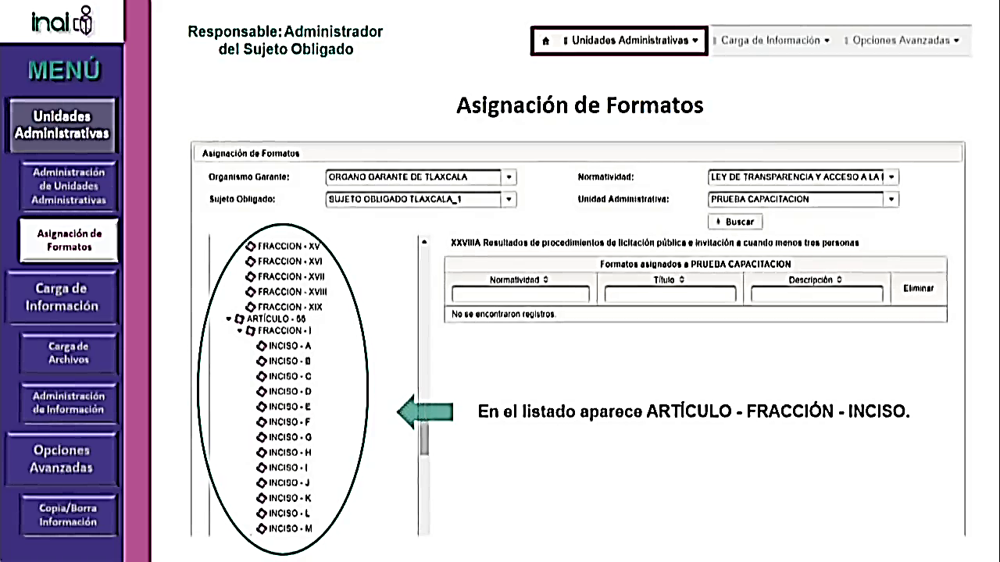 inai
MENÚ
Unidades
Administrativas
Administración
de Unidades
Administrativas
Asignación de
Formatos
Carga de
Información
Carga de
Archivos
Administración
de Información
Opciones
Avanzadas
Copia/Borra
Información
Responsable: Administrador
del Sujeto Obligado
Unidades Administrativas
Carga de Información
Opciones Avanzadas
Asignación de Formatos
Asignación de Formatos
Organismo Garante:
ORGANO GARANTE DE TLAXCALA
Normatividad:
LEY DE TRANSPARENCIA Y ACCESO A LA
Sujeto Obligado:
SUJETO OBLIGADO TLAXCALA_1
Unidad Administrativa:
PRUEBA CAPACITACION
Buscar
FRACCION - XV
FRACCION - XVI
FRACCION - XVII
FRACCION - XVIII
FRACCION - XIX
ARTÍCULO - 66
FRACCION - I
INCISO - A
INCISO - B
INCISO - C
INCISO - D
INCISO - E
INCISO - F
INCISO - G
INCISO - H
INCISO - I
INCISO - J
INCISO - K
INCISO - L
INCISO - M
XXVIIIA Resultados de procedimientos de licitación pública e invitación a cuando menos tres personas
Formatos asignados a PRUEBA CAPACITACION
Normatividad
Título
Descripción
Eliminar
No se encontraron registros.
En el listado aparece ARTÍCULO - FRACCIÓN - INCISO.